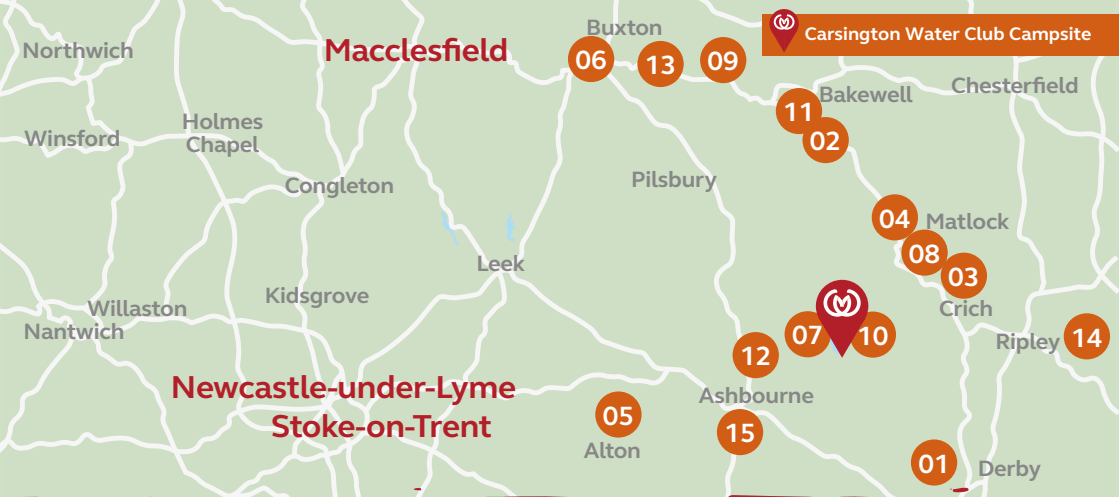 Buxton
Carsington Water Club Campsite
Northwich
Macclesfield
06
13
09
Chesterfield
Bakewell
11
Holmes
Chapel
Winsford
02
Congleton
Pilsbury
04
Matlock
08
Leek
03
Willaston
Kidsgrove
Crich
Nantwich
07
10
Ripley
14
12
Newcastle-under-Lyme
Stoke-on-Trent
Ashbourne
05
15
Alton
01
Derby